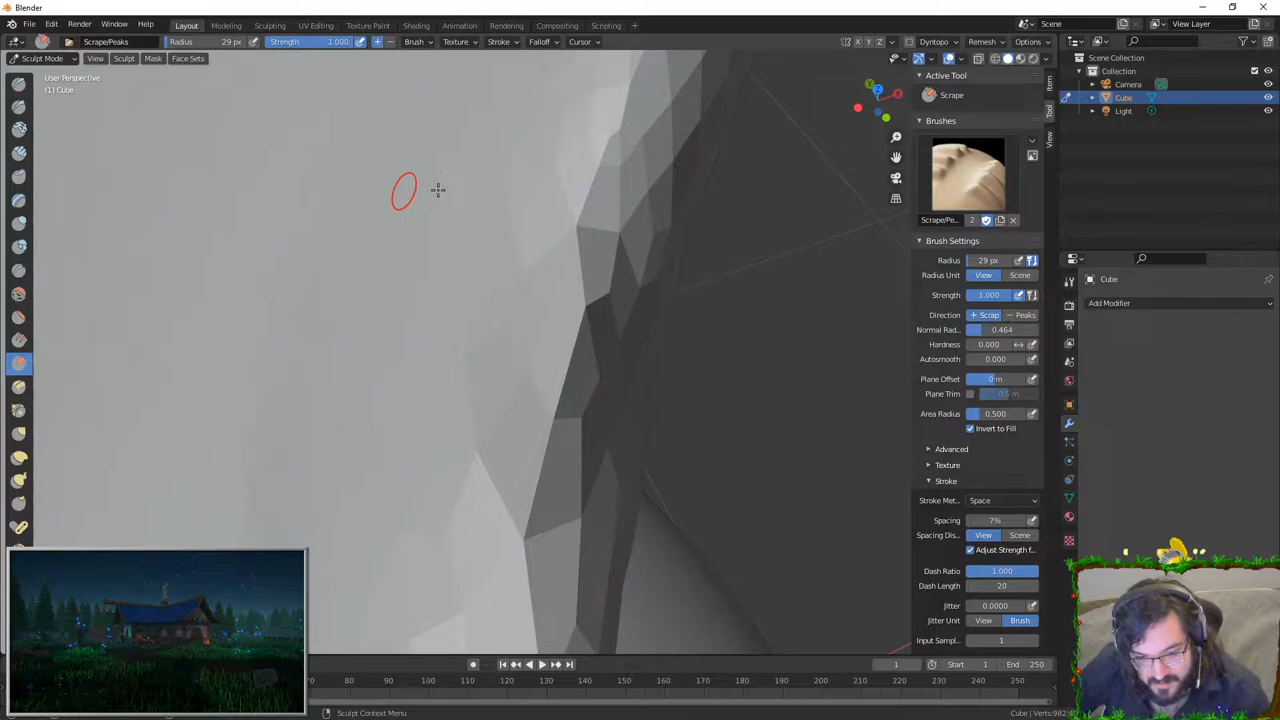 Blender
File Edit Render Window Help Layout Modeling Sculpting UV Editing Texture Paint Shading Animation Rendering Compositing Scripting + Scene View Layer
Scrape/Peaks Radius 29 px Strength 1.000 + − Brush Texture Stroke Falloff Cursor X Y Z Dyntopo Remesh Options
Sculpt Mode View Sculpt Mask Face Sets
User Perspective
(1) Cube
Z
Y
X
Active Tool
Scrape
Brushes
Scrape/Pe... 2
Brush Settings
Radius 29 px
Radius Unit View Scene
Strength 1.000
Direction + Scrap − Peaks
Normal Rad... 0.464
Hardness 0.000
Autosmooth 0.000
Plane Offset 0 m
Plane Trim 0.5 m
Area Radius 0.500
Invert to Fill
Advanced
Texture
Stroke
Stroke Met... Space
Spacing 7%
Spacing Dis... View Scene
Adjust Strength f...
Dash Ratio 1.000
Dash Length 20
Jitter 0.0000
Jitter Unit View Brush
Input Sampl... 1
Item
Tool
View
Scene Collection
Collection
Camera
Cube
Light
Cube
Add Modifier
1 Start 1 End 250
70 80 90 100 110 120 130 140 150 160 170 180 190 200 210 220 230 240 250
Sculpt Context Menu
Cube | Verts:982,